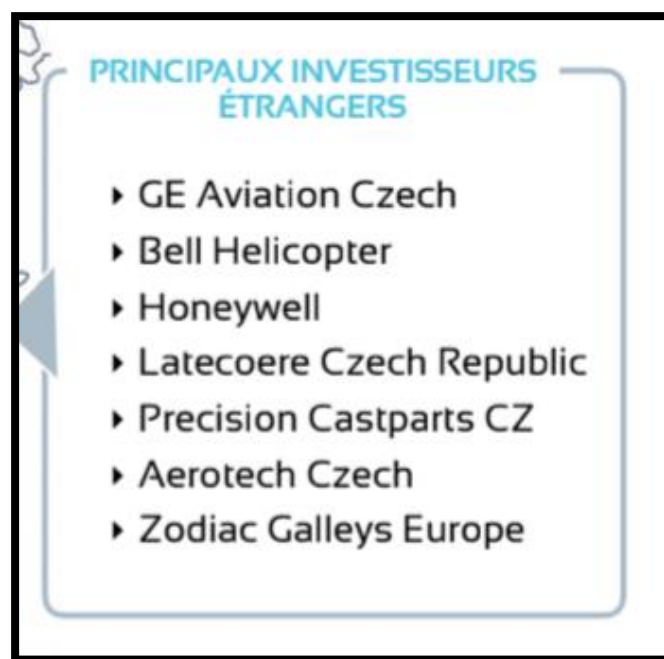 PRINCIPAUX INVESTISSEURS
ÉTRANGERS
GE Aviation Czech
Bell Helicopter
Honeywell
Latecoere Czech Republic
Precision Castparts CZ
Aerotech Czech
Zodiac Galleys Europe